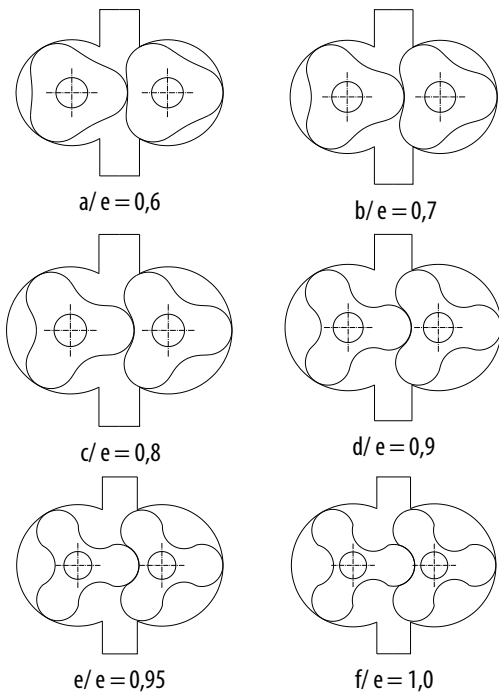 a/ e = 0,6
b/ e = 0,7
c/ e = 0,8
d/ e = 0,9
e/ e = 0,95
f/ e = 1,0